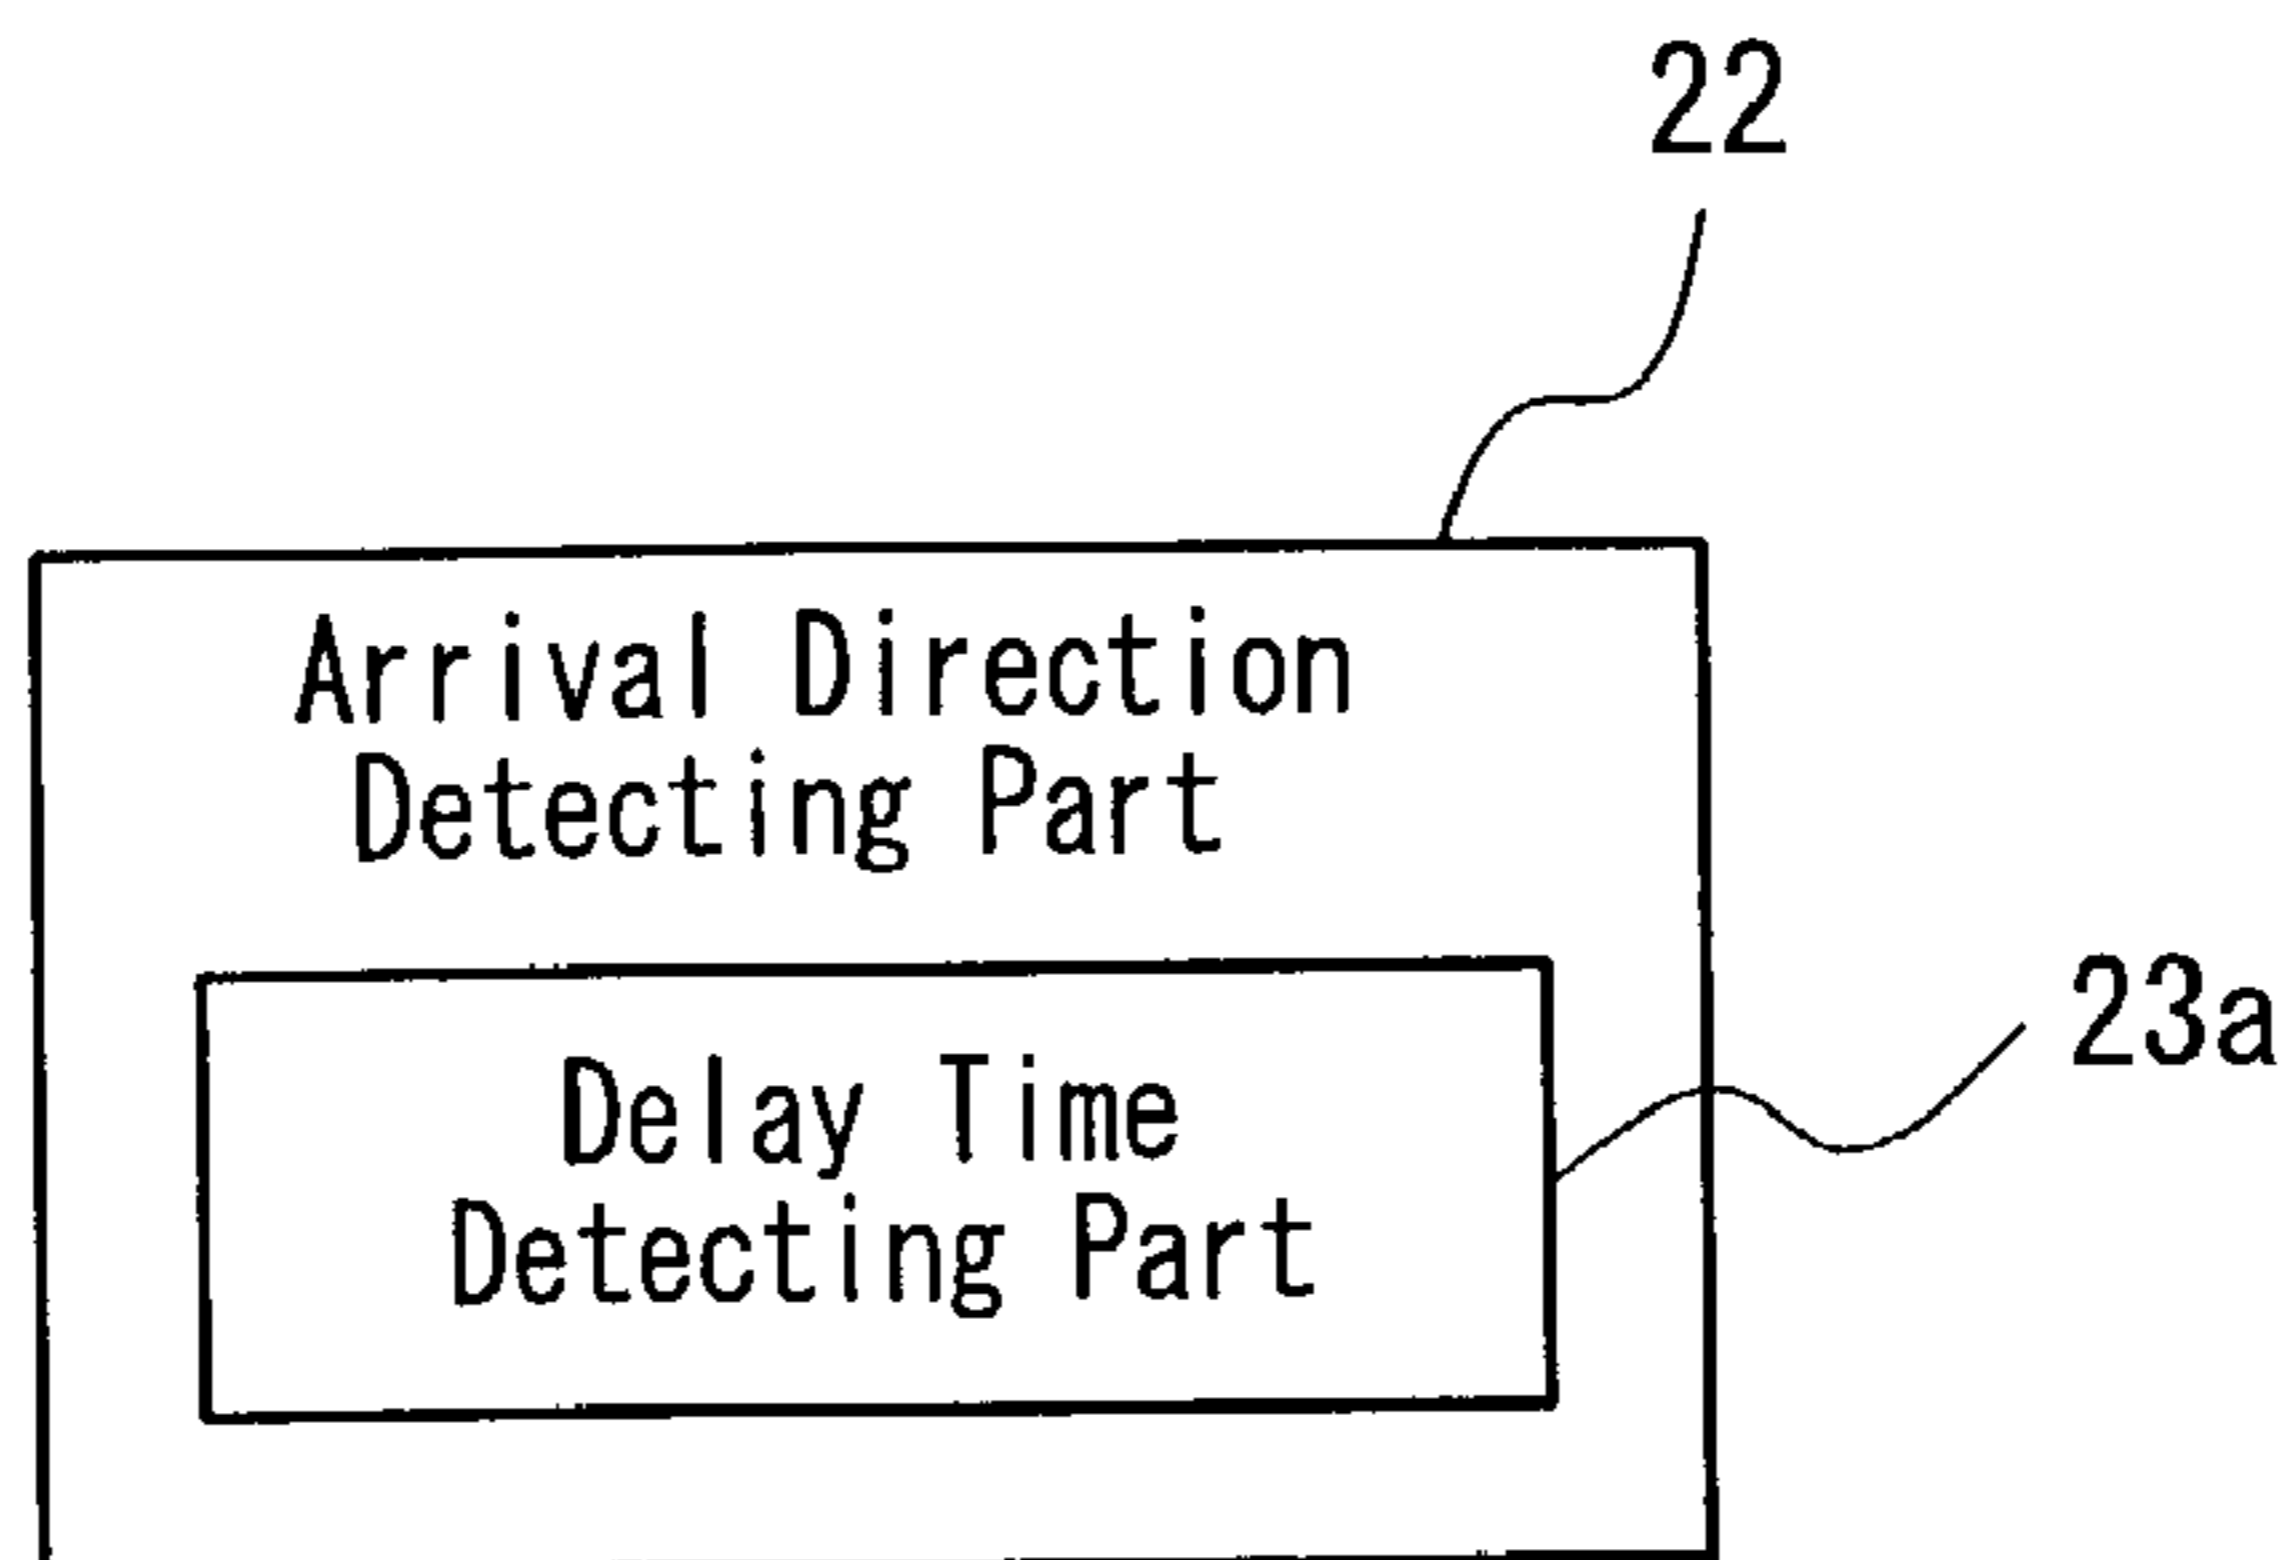 22
Arrival Direction
Detecting Part
23a
Delay Time
Detecting Part